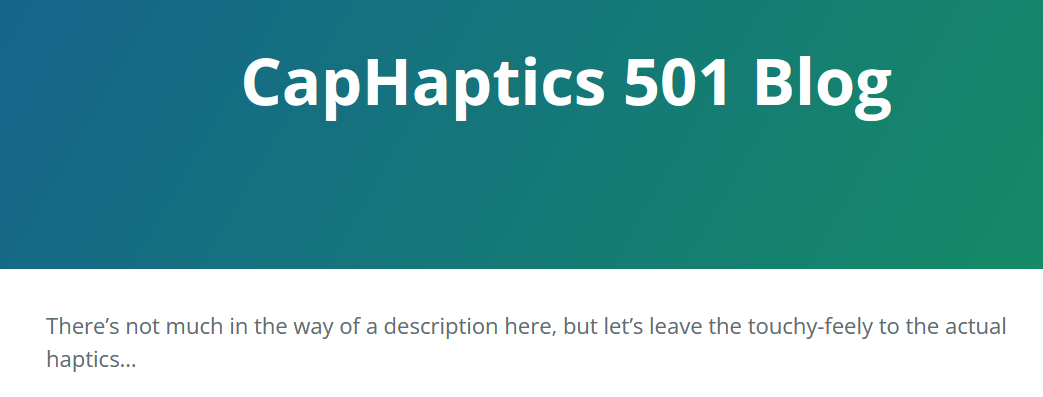 CapHaptics 501 Blog
There’s not much in the way of a description here, but let’s leave the touchy-feely to the actual
haptics…